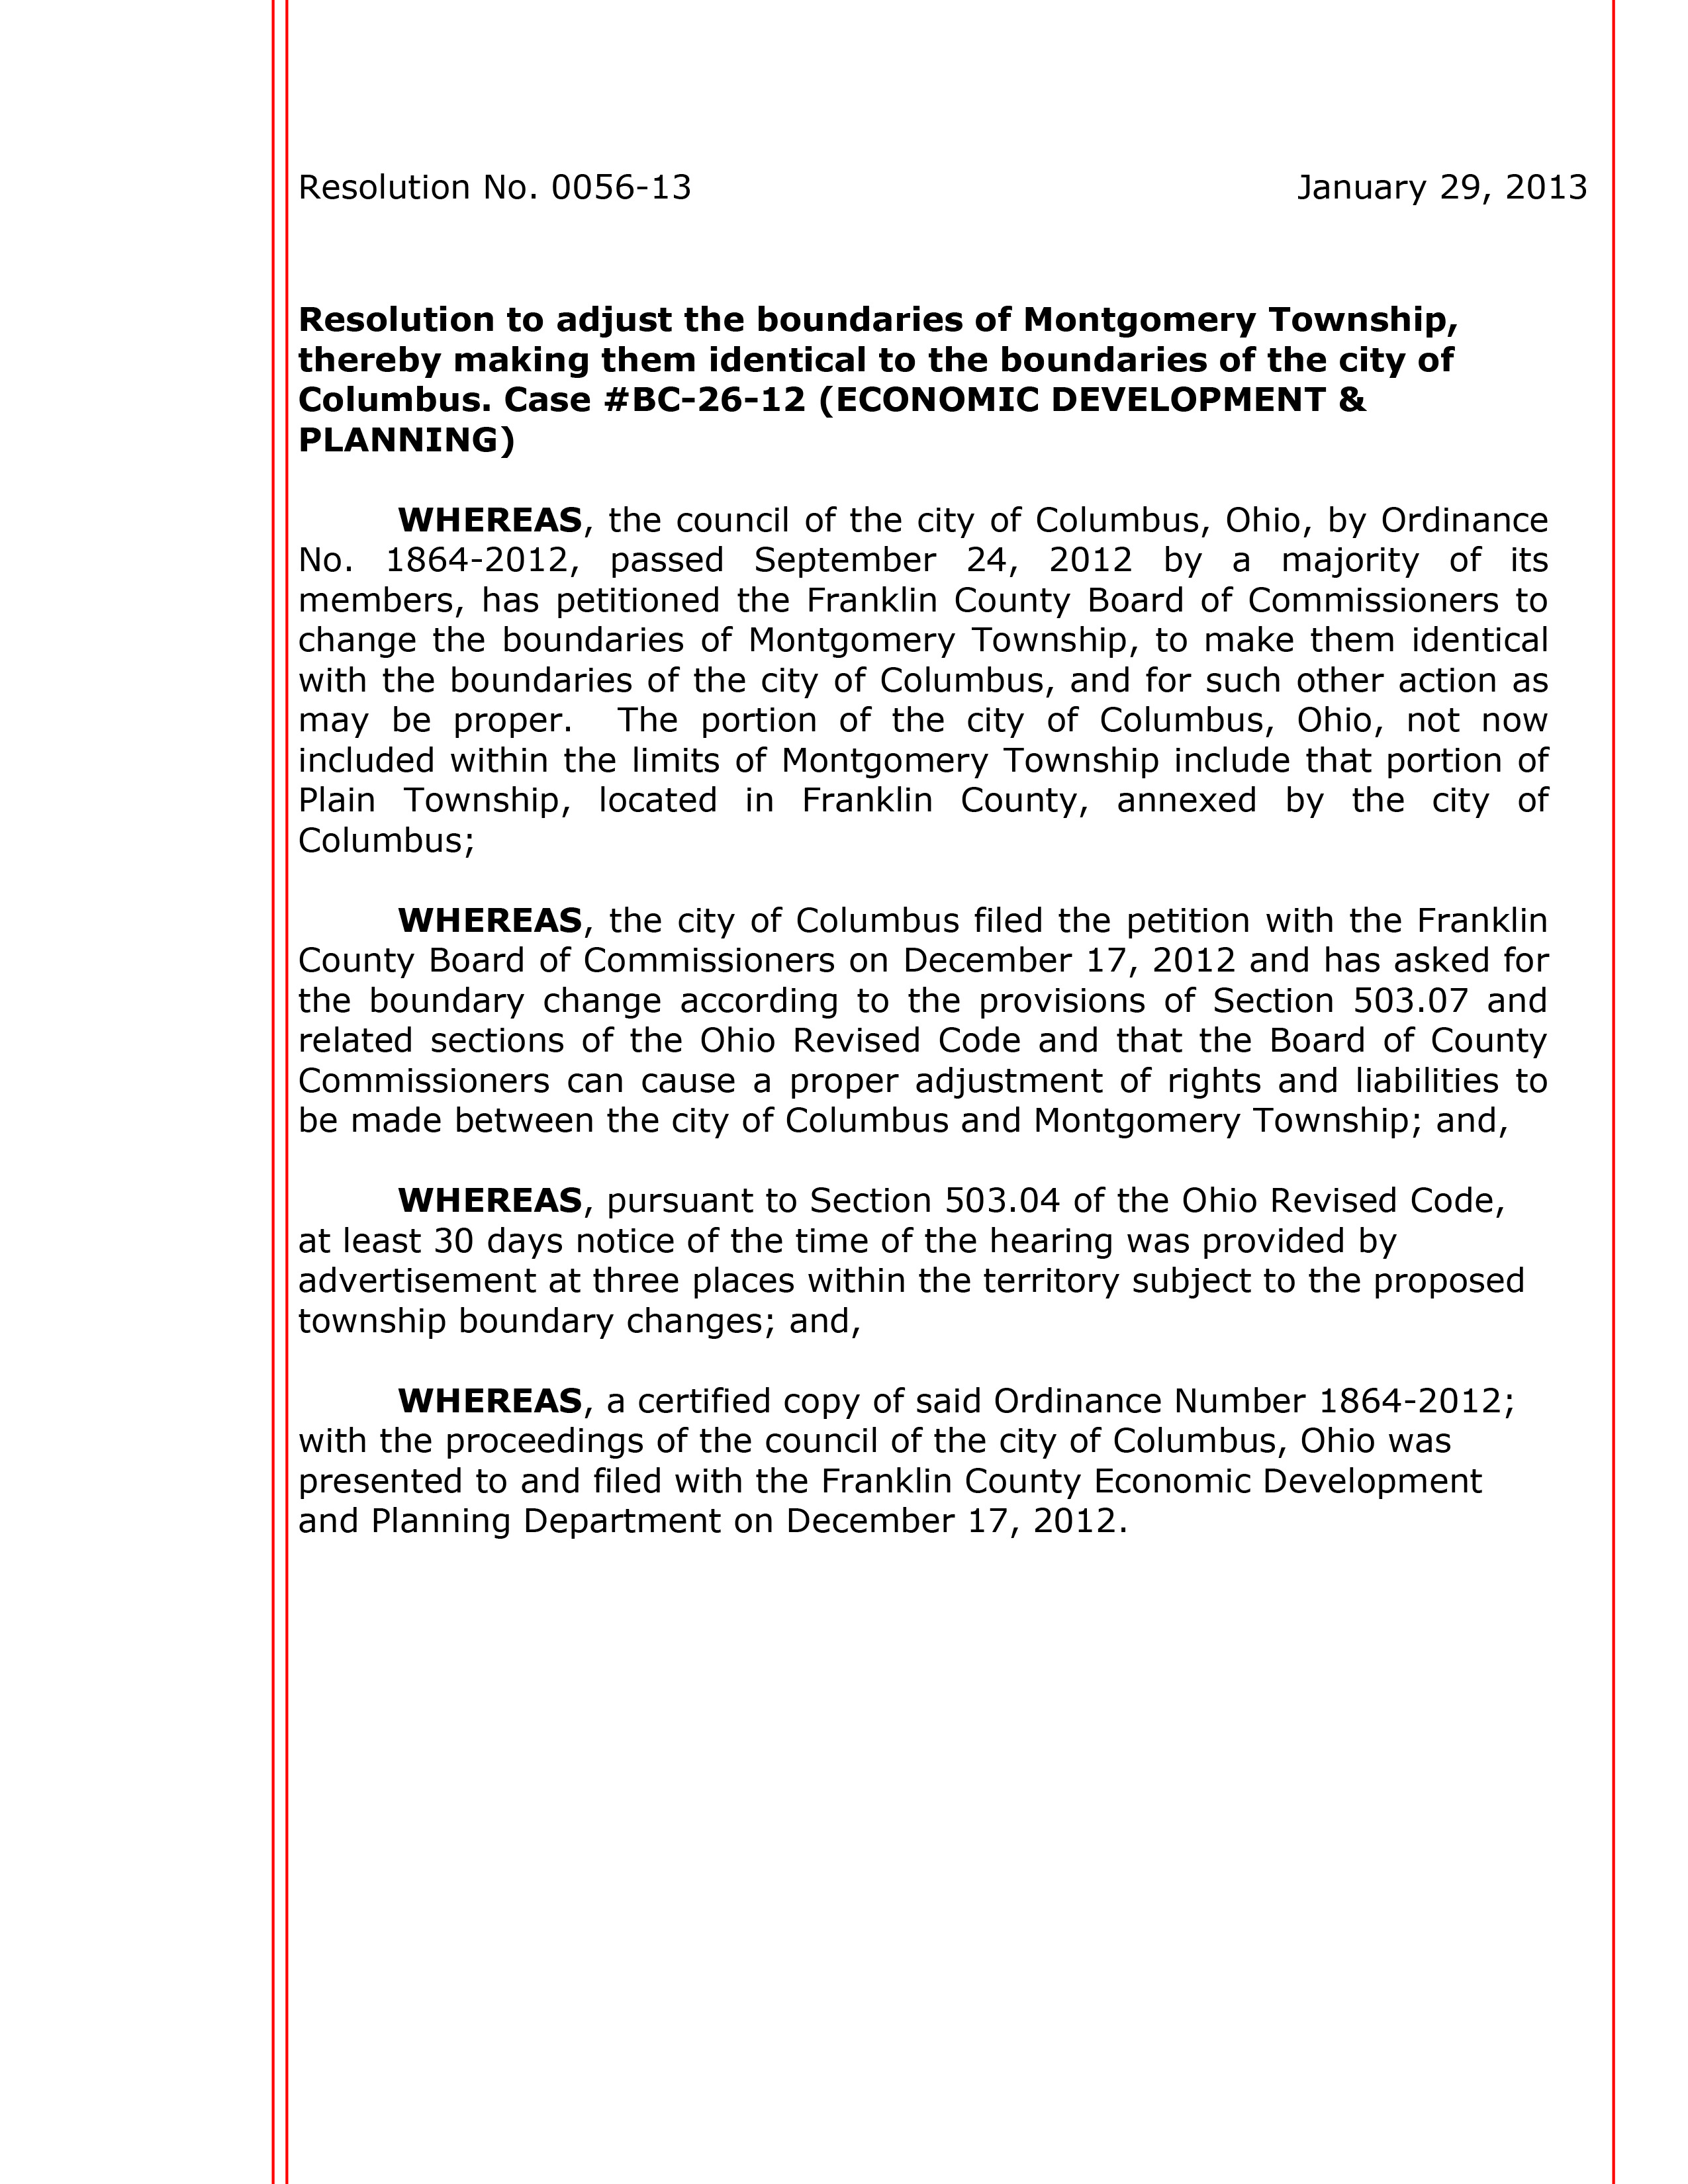 Resolution No. 0056-13 January 29, 2013
Resolution to adjust the boundaries of Montgomery Township,
thereby making them identical to the boundaries of the city of
Columbus. Case #BC-26-12 (ECONOMIC DEVELOPMENT &
PLANNING)
WHEREAS, the council of the city of Columbus, Ohio, by Ordinance
No. 1864-2012, passed September 24, 2012 by a majority of its
members, has petitioned the Franklin County Board of Commissioners to
change the boundaries of Montgomery Township, to make them identical
with the boundaries of the city of Columbus, and for such other action as
may be proper. The portion of the city of Columbus, Ohio, not now
included within the limits of Montgomery Township include that portion of
Plain Township, located in Franklin County, annexed by the city of
Columbus;
WHEREAS, the city of Columbus filed the petition with the Franklin
County Board of Commissioners on December 17, 2012 and has asked for
the boundary change according to the provisions of Section 503.07 and
related sections of the Ohio Revised Code and that the Board of County
Commissioners can cause a proper adjustment of rights and liabilities to
be made between the city of Columbus and Montgomery Township; and,
WHEREAS, pursuant to Section 503.04 of the Ohio Revised Code,
at least 30 days notice of the time of the hearing was provided by
advertisement at three places within the territory subject to the proposed
township boundary changes; and,
WHEREAS, a certified copy of said Ordinance Number 1864-2012;
with the proceedings of the council of the city of Columbus, Ohio was
presented to and filed with the Franklin County Economic Development
and Planning Department on December 17, 2012.